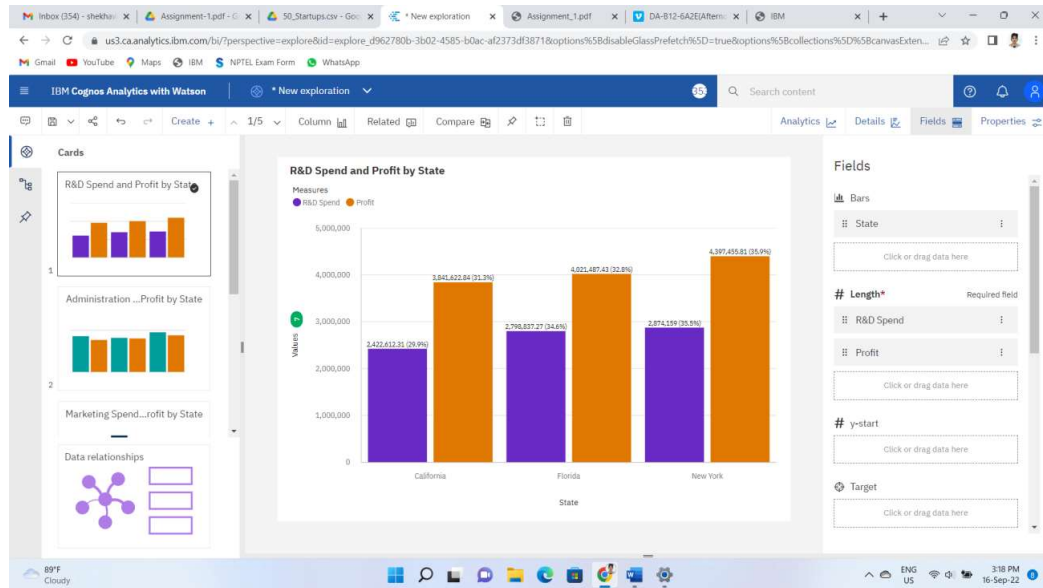 Inbox (354) - shekhav
Assignment-1.pdf - G
50_Startups.csv - Goo
* New exploration
Assignment_1.pdf
DA-B12-6A2E(Aftern
IBM
us3.ca.analytics.ibm.com/bi/?perspective=explore&id=explore_d962780b-3b02-4585-b0ac-af2373df3871&options%5BdisableGlassPrefetch%5D=true&options%5Bcollections%5D%5BcanvasExten...
Gmail YouTube Maps IBM NPTEL Exam Form WhatsApp
IBM Cognos Analytics with Watson
* New exploration
Search content
Create + 1/5 Column Related Compare
Analytics Details Fields Properties
Cards
R&D Spend and Profit by State
1
Administration ...Profit by State
2
Marketing Spend...rofit by State
Data relationships
R&D Spend and Profit by State
Measures
R&D Spend Profit
Values
5,000,000
4,000,000
3,000,000
2,000,000
1,000,000
0
2,422,612.31 (29.9%)
3,841,622.84 (31.3%)
2,798,837.27 (34.6%)
4,021,487.43 (32.8%)
2,874,159 (35.5%)
4,397,455.81 (35.9%)
California Florida New York
State
Fields
Bars
State
Click or drag data here
# Length* Required field
R&D Spend
Profit
Click or drag data here
# y-start
Click or drag data here
Target
Click or drag data here
89°F
Cloudy
ENG
US
3:18 PM
16-Sep-22